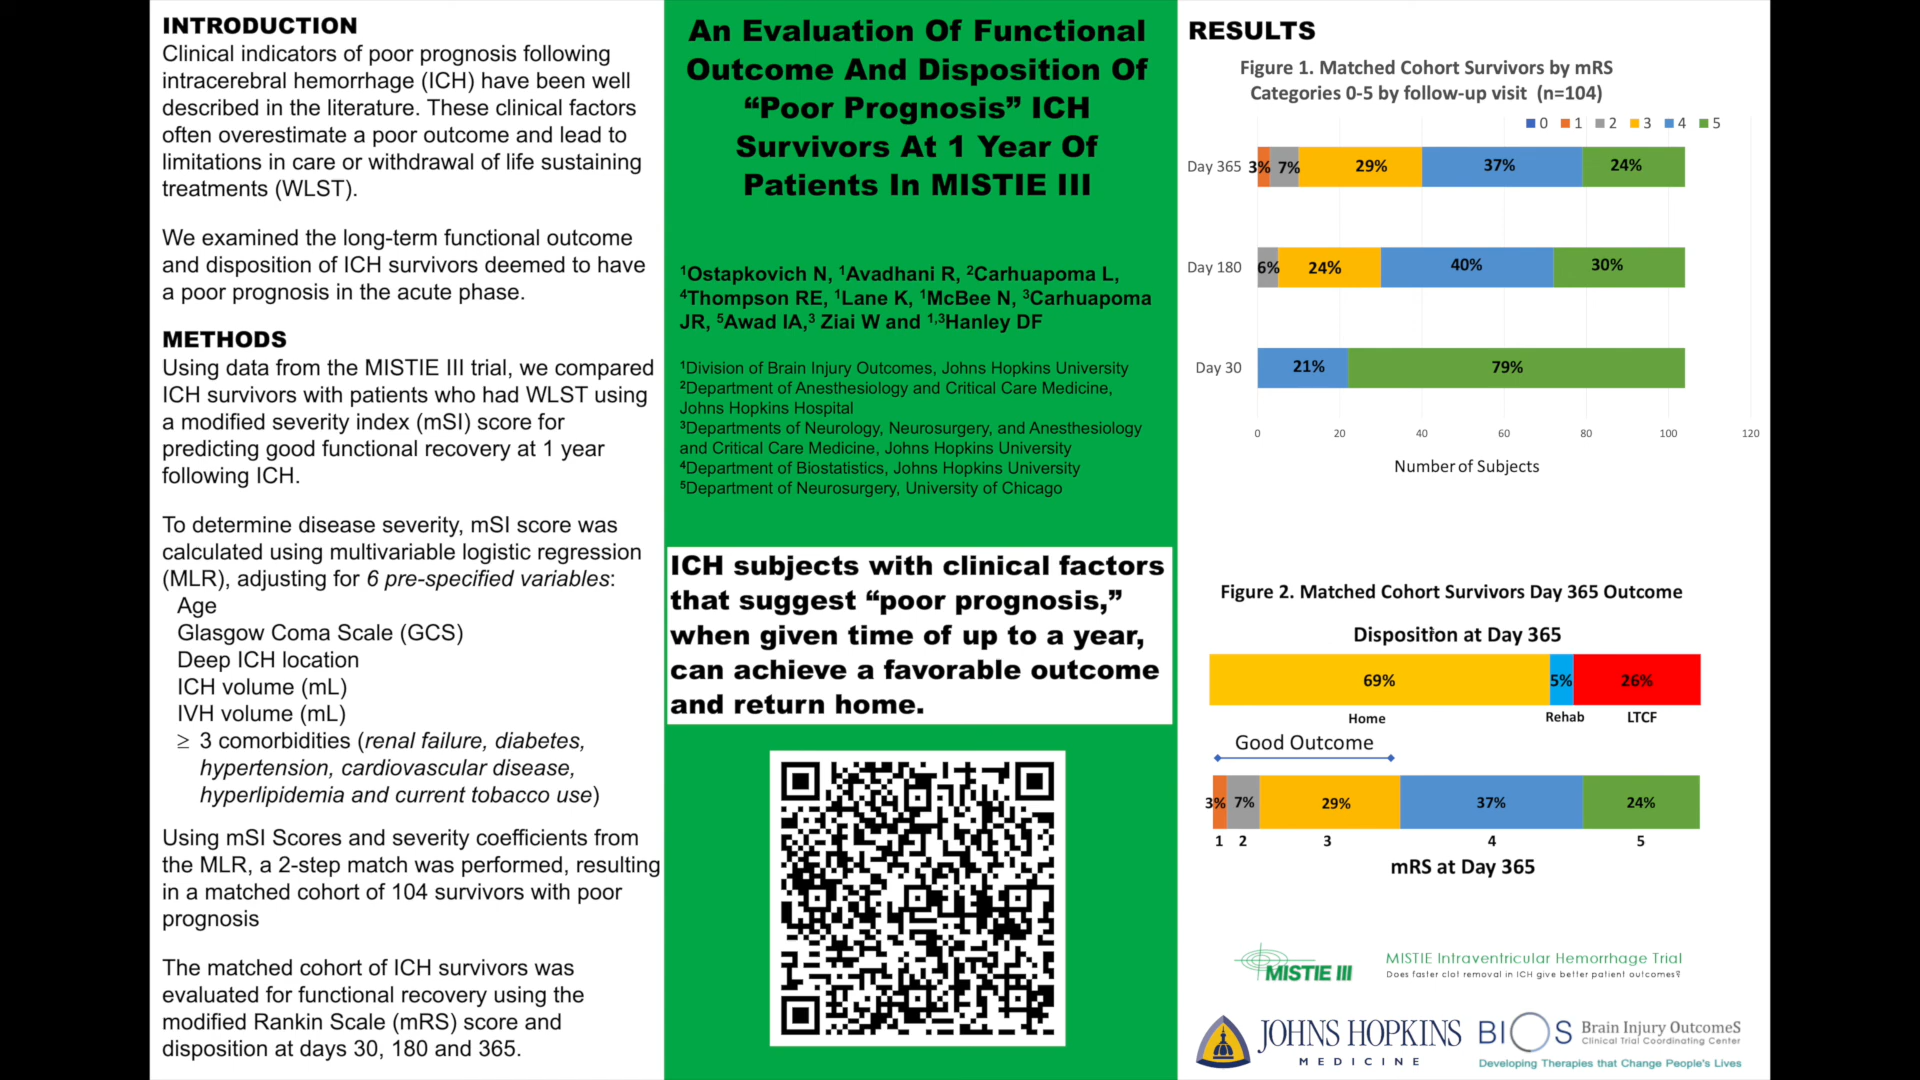 INTRODUCTION
Clinical indicators of poor prognosis following
intracerebral hemorrhage (ICH) have been well
described in the literature. These clinical factors
often overestimate a poor outcome and lead to
limitations in care or withdrawal of life sustaining
treatments (WLST).
We examined the long-term functional outcome
and disposition of ICH survivors deemed to have
a poor prognosis in the acute phase.
METHODS
Using data from the MISTIE III trial, we compared
ICH survivors with patients who had WLST using
a modified severity index (mSI) score for
predicting good functional recovery at 1 year
following ICH.
To determine disease severity, mSI score was
calculated using multivariable logistic regression
(MLR), adjusting for 6 pre-specified variables:
Age
Glasgow Coma Scale (GCS)
Deep ICH location
ICH volume (mL)
IVH volume (mL)
≥ 3 comorbidities (renal failure, diabetes,
hypertension, cardiovascular disease,
hyperlipidemia and current tobacco use)
Using mSI Scores and severity coefficients from
the MLR, a 2-step match was performed, resulting
in a matched cohort of 104 survivors with poor
prognosis
The matched cohort of ICH survivors was
evaluated for functional recovery using the
modified Rankin Scale (mRS) score and
disposition at days 30, 180 and 365.
An Evaluation Of Functional
Outcome And Disposition Of
“Poor Prognosis” ICH
Survivors At 1 Year Of
Patients In MISTIE III
¹Ostapkovich N, ¹Avadhani R, ²Carhuapoma L,
⁴Thompson RE, ¹Lane K, ¹McBee N, ³Carhuapoma
JR, ⁵Awad IA,³ Ziai W and ¹,³Hanley DF
¹Division of Brain Injury Outcomes, Johns Hopkins University
²Department of Anesthesiology and Critical Care Medicine,
Johns Hopkins Hospital
³Departments of Neurology, Neurosurgery, and Anesthesiology
and Critical Care Medicine, Johns Hopkins University
⁴Department of Biostatistics, Johns Hopkins University
⁵Department of Neurosurgery, University of Chicago
ICH subjects with clinical factors
that suggest “poor prognosis,”
when given time of up to a year,
can achieve a favorable outcome
and return home.
RESULTS
Figure 1. Matched Cohort Survivors by mRS
Categories 0-5 by follow-up visit (n=104)
0 1 2 3 4 5
Day 365 3% 7% 29% 37% 24%
Day 180 6% 24% 40% 30%
Day 30 21% 79%
0 20 40 60 80 100 120
Number of Subjects
Figure 2. Matched Cohort Survivors Day 365 Outcome
Disposition at Day 365
69% 5% 26%
Home Rehab LTCF
Good Outcome
3% 7% 29% 37% 24%
1 2 3 4 5
mRS at Day 365
MISTIE III
MISTIE Intraventricular Hemorrhage Trial
Does faster clot removal in ICH give better patient outcomes?
JOHNS HOPKINS
MEDICINE
BIOS
Brain Injury OutcomeS
Clinical Trial Coordinating Center
Developing Therapies that Change People's Lives